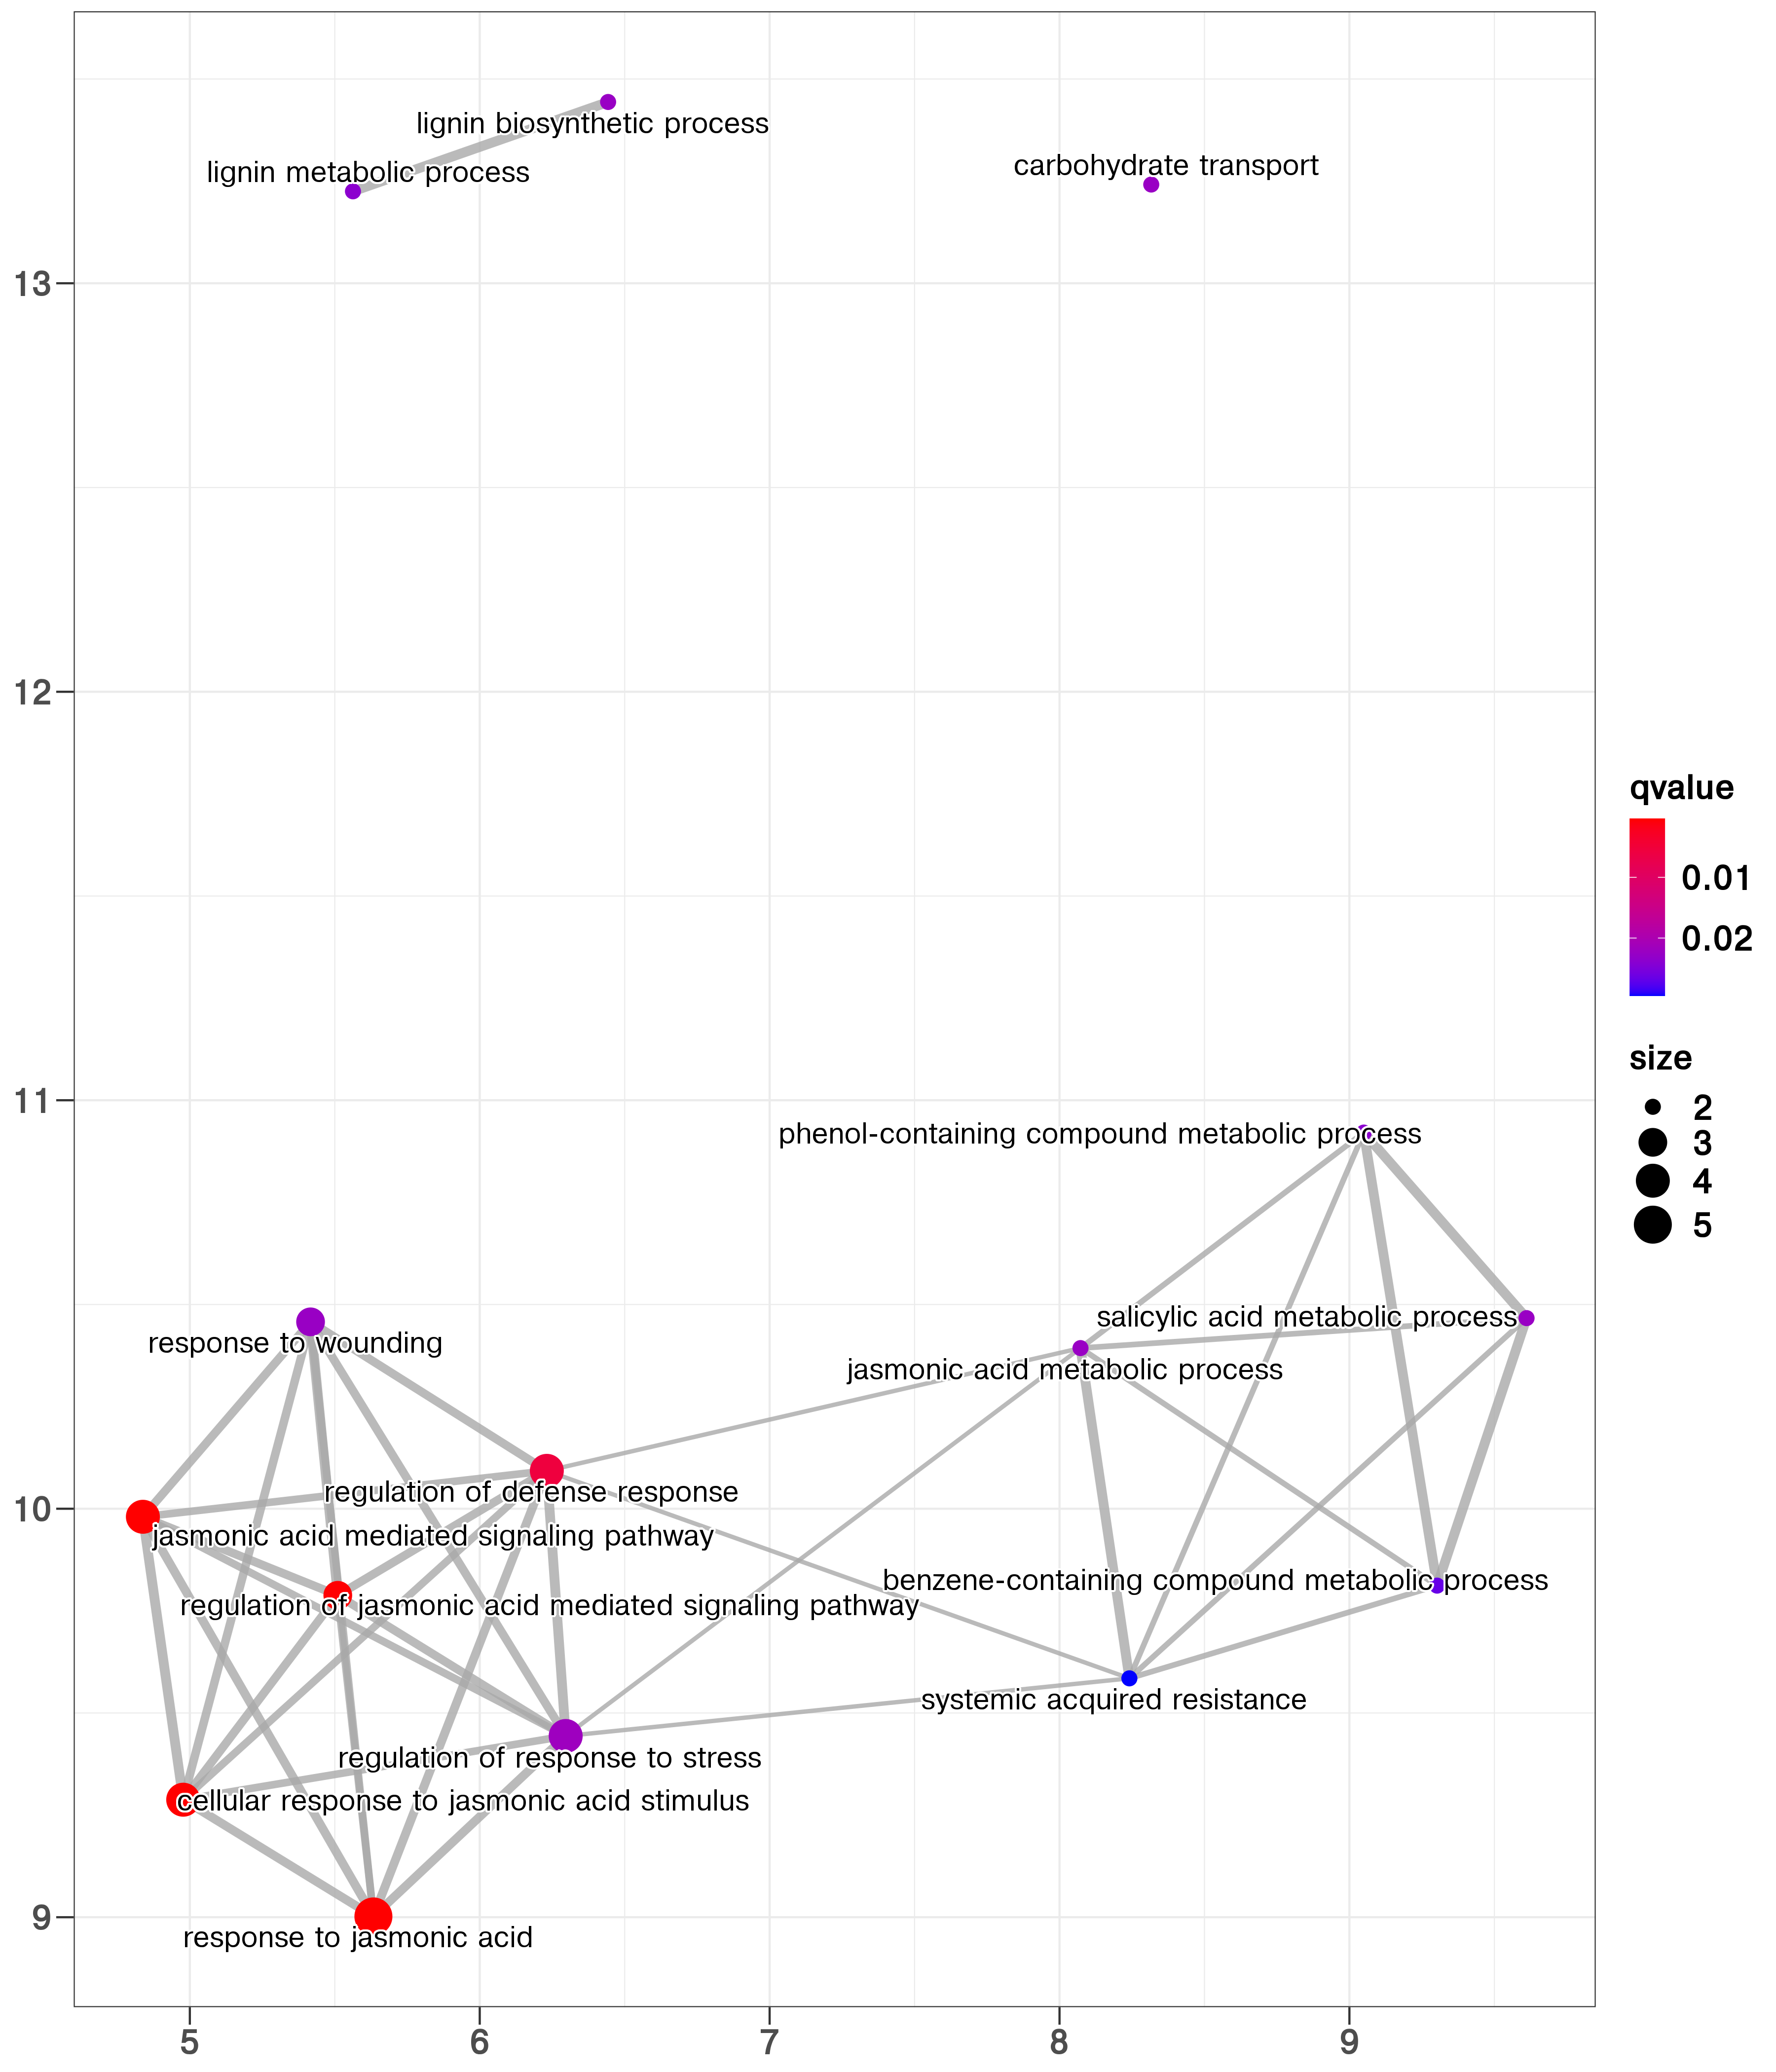 lignin biosynthetic process
lignin metabolic process
carbohydrate transport
13
12
11
10
9
phenol-containing compound metabolic process
salicylic acid metabolic process
response to wounding
jasmonic acid metabolic process
regulation of defense response
jasmonic acid mediated signaling pathway
benzene-containing compound metabolic process
regulation of jasmonic acid mediated signaling pathway
systemic acquired resistance
regulation of response to stress
cellular response to jasmonic acid stimulus
response to jasmonic acid
5 6 7 8 9
qvalue
0.01
0.02
size
2
3
4
5